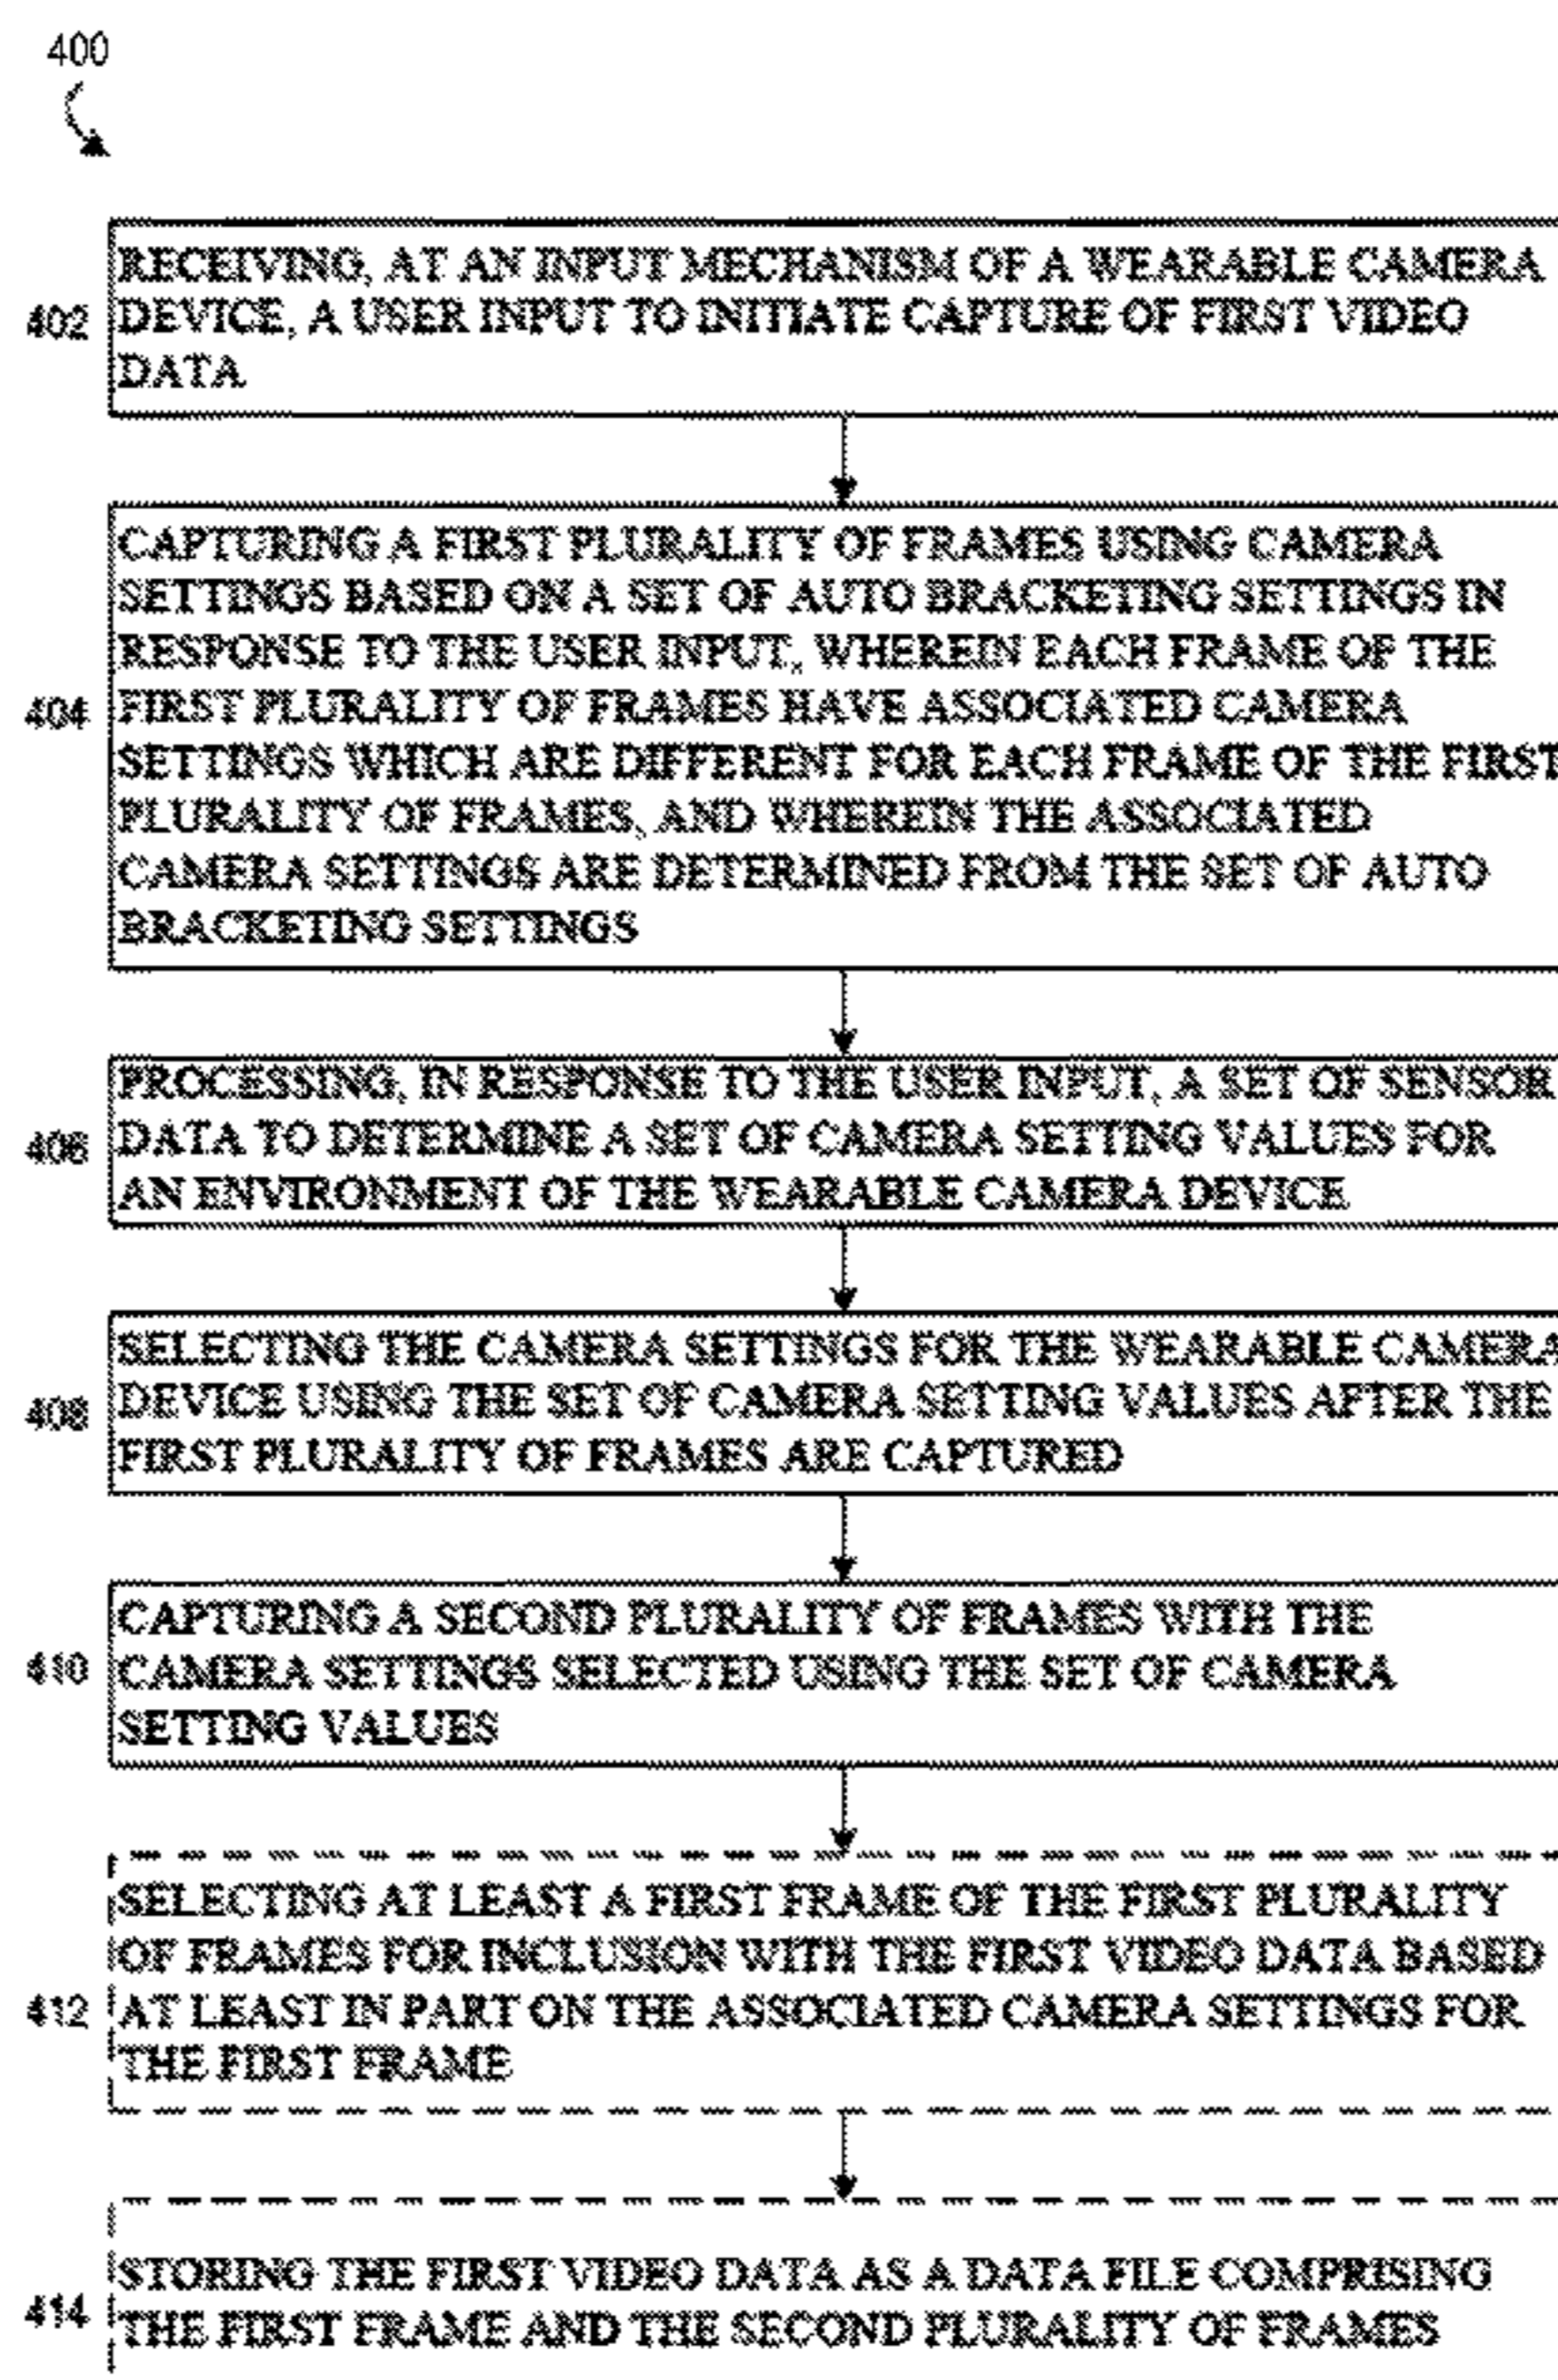 400
RECEIVING, AT AN INPUT MECHANISM OF A WEARABLE CAMERA
402 DEVICE, A USER INPUT TO INITIATE CAPTURE OF FIRST VIDEO
DATA
CAPTURING A FIRST PLURALITY OF FRAMES USING CAMERA
SETTINGS BASED ON A SET OF AUTO BRACKETING SETTINGS IN
RESPONSE TO THE USER INPUT, WHEREIN EACH FRAME OF THE
404 FIRST PLURALITY OF FRAMES HAVE ASSOCIATED CAMERA
SETTINGS WHICH ARE DIFFERENT FOR EACH FRAME OF THE FIRST
PLURALITY OF FRAMES, AND WHEREIN THE ASSOCIATED
CAMERA SETTINGS ARE DETERMINED FROM THE SET OF AUTO
BRACKETING SETTINGS
PROCESSING, IN RESPONSE TO THE USER INPUT, A SET OF SENSOR
406 DATA TO DETERMINE A SET OF CAMERA SETTING VALUES FOR
AN ENVIRONMENT OF THE WEARABLE CAMERA DEVICE
SELECTING THE CAMERA SETTINGS FOR THE WEARABLE CAMERA
408 DEVICE USING THE SET OF CAMERA SETTING VALUES AFTER THE
FIRST PLURALITY OF FRAMES ARE CAPTURED
CAPTURING A SECOND PLURALITY OF FRAMES WITH THE
410 CAMERA SETTINGS SELECTED USING THE SET OF CAMERA
SETTING VALUES
SELECTING AT LEAST A FIRST FRAME OF THE FIRST PLURALITY
OF FRAMES FOR INCLUSION WITH THE FIRST VIDEO DATA BASED
412 AT LEAST IN PART ON THE ASSOCIATED CAMERA SETTINGS FOR
THE FIRST FRAME
STORING THE FIRST VIDEO DATA AS A DATA FILE COMPRISING
414 THE FIRST FRAME AND THE SECOND PLURALITY OF FRAMES